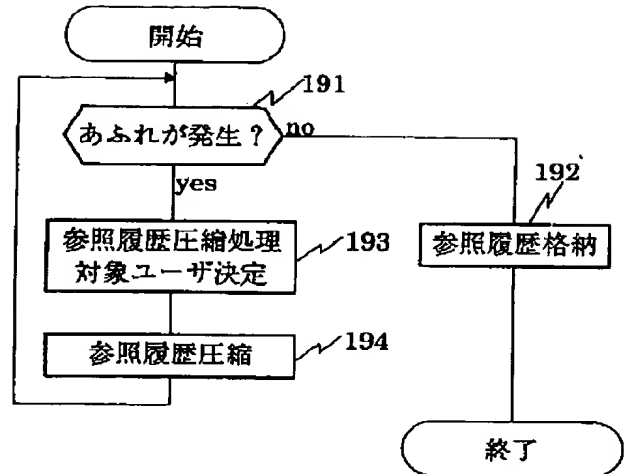 開始
191
あふれが発生？
no
yes
192
参照履歴圧縮処理
対象ユーザ決定
193
参照履歴格納
参照履歴圧縮
194
終了